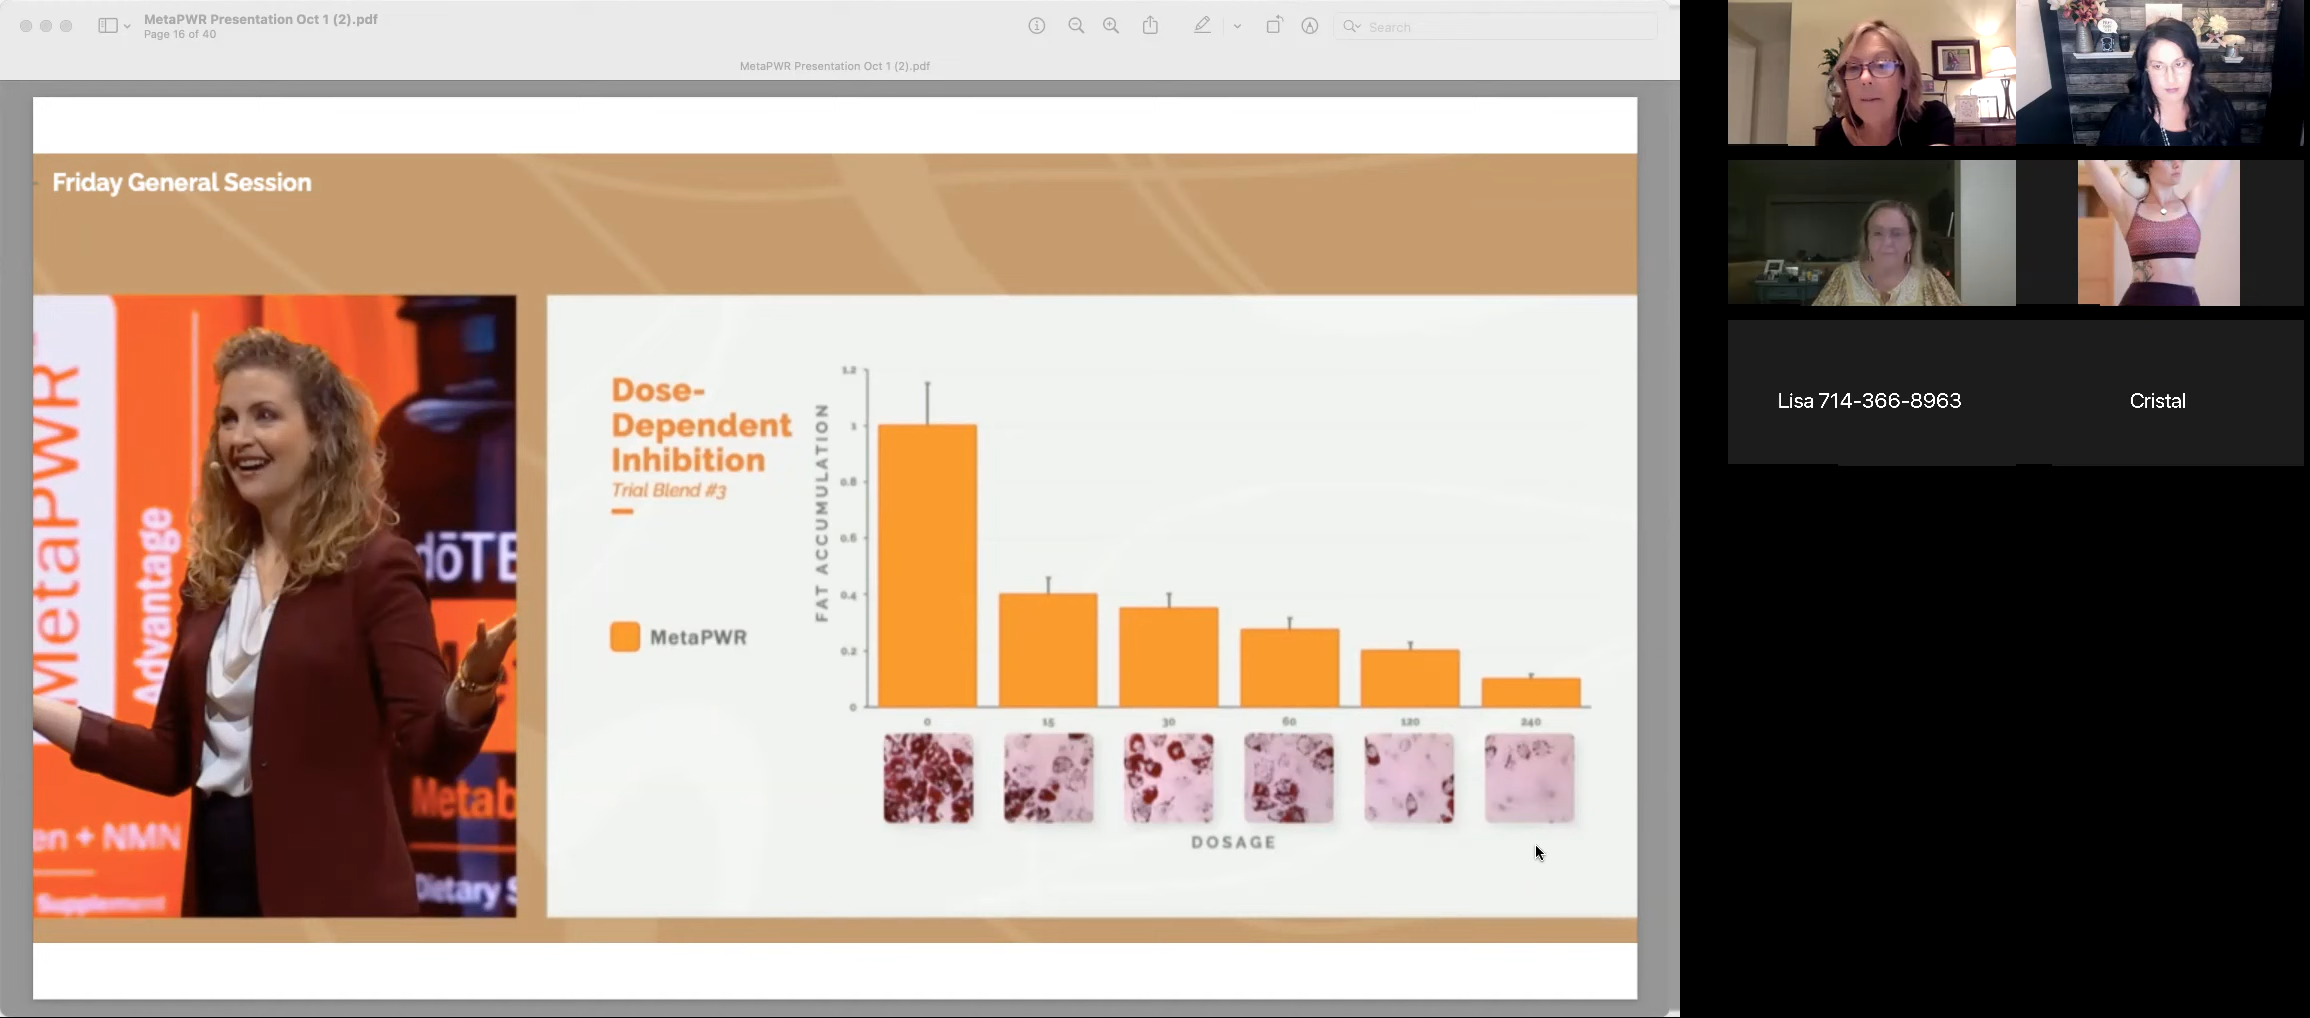 MetaPWR Presentation Oct 1 (2).pdf
Page 16 of 40
Search
MetaPWR Presentation Oct 1 (2).pdf
Friday General Session
MetaPWR
Advantage
dōTE
Metab
en + NMN
Dietary S
Supplement
Dose-
Dependent
Inhibition
Trial Blend #3
MetaPWR
FAT ACCUMULATION
1.2
1
0.8
0.6
0.4
0.2
0
0 15 30 60 120 240
DOSAGE
Lisa 714-366-8963
Cristal